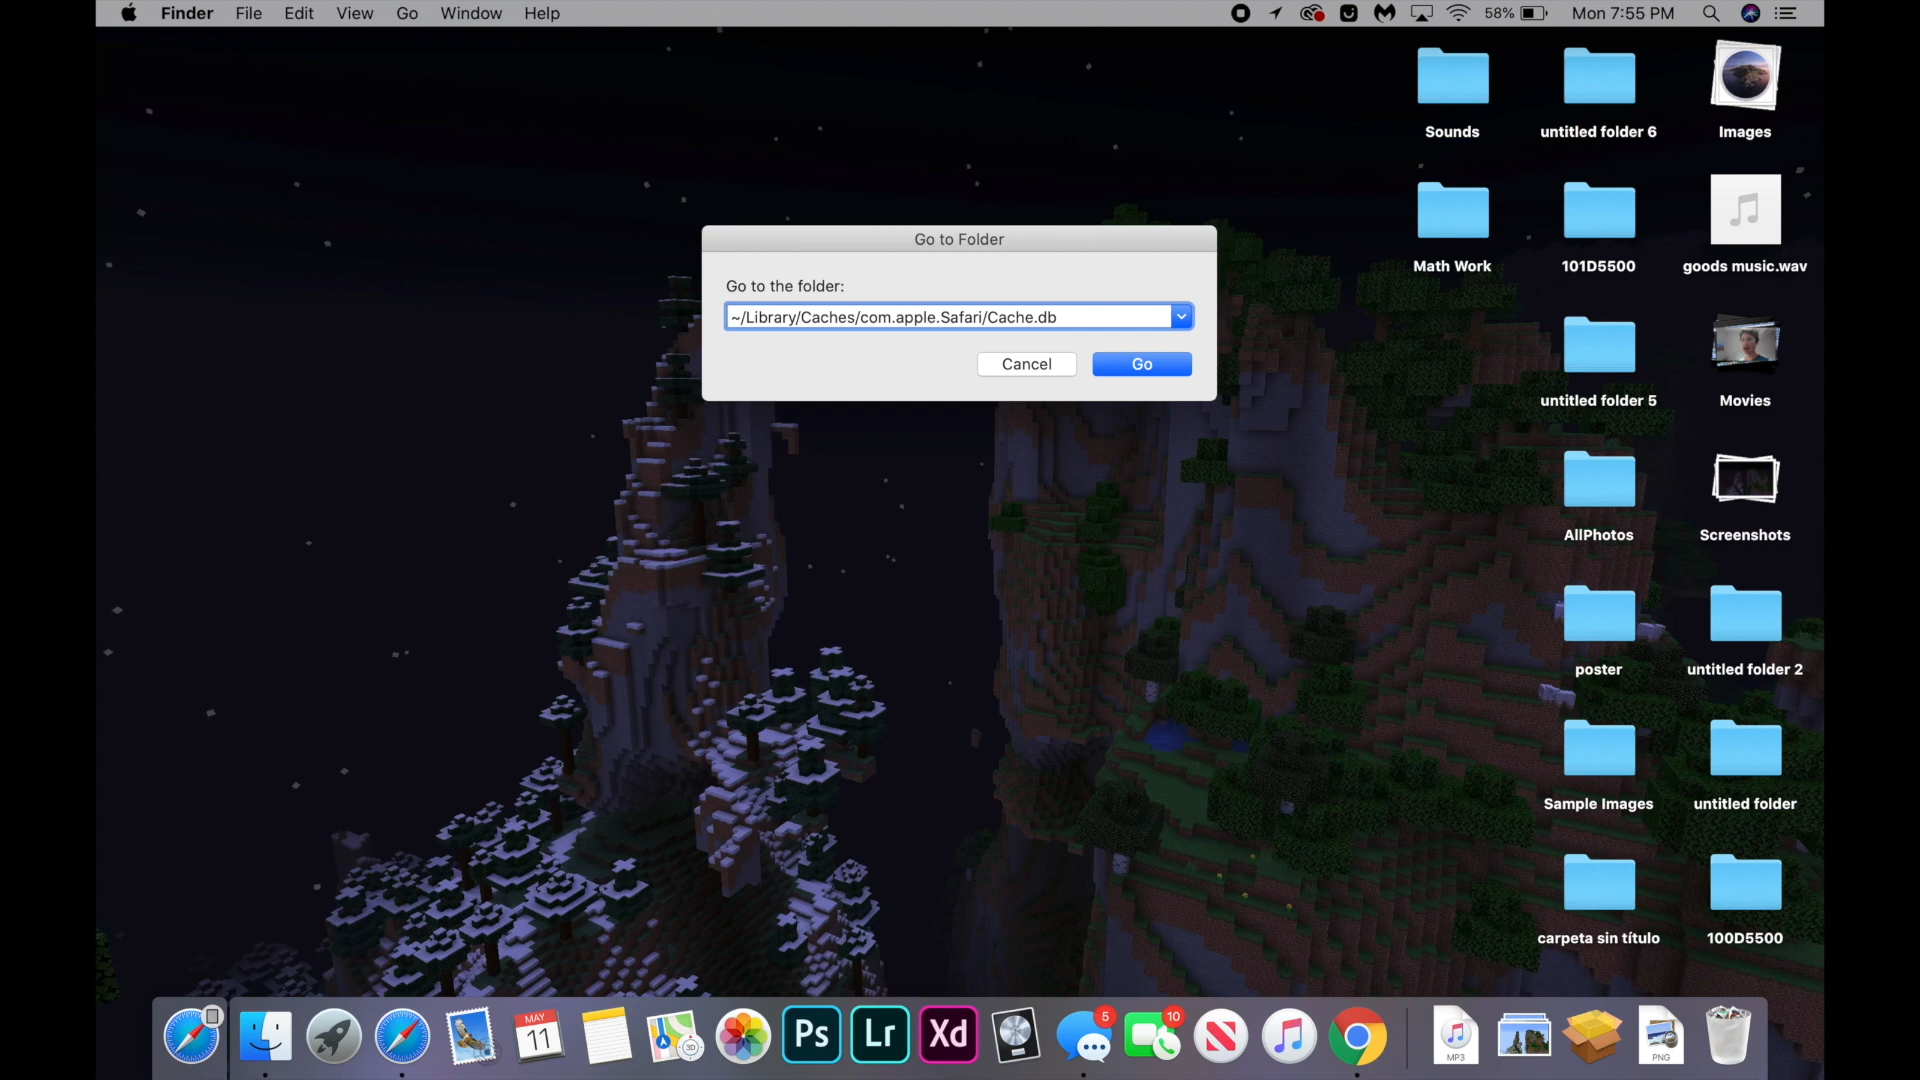 Finder File Edit View Go Window Help 58% Mon 7:55 PM
Sounds
untitled folder 6
Images
Math Work
101D5500
goods music.wav
untitled folder 5
Movies
AllPhotos
Screenshots
poster
untitled folder 2
Sample Images
untitled folder
carpeta sin título
100D5500
Go to Folder
Go to the folder:
~/Library/Caches/com.apple.Safari/Cache.db
Cancel Go
MAY
11
3D
Ps
Lr
Xd
5
10
MP3
PNG